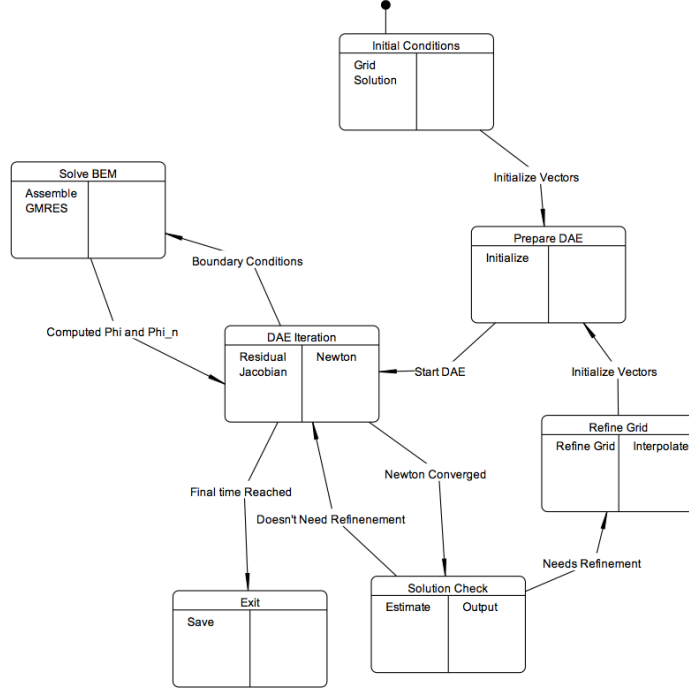 Initial Conditions
Grid
Solution
Initialize Vectors
Solve BEM
Assemble
GMRES
Boundary Conditions
Prepare DAE
Initialize
Computed Phi and Phi_n
DAE Iteration
Residual
Jacobian
Newton
Start DAE
Initialize Vectors
Refine Grid
Refine Grid
Interpolate
Final time Reached
Newton Converged
Doesn't Need Refinenement
Needs Refinement
Exit
Save
Solution Check
Estimate
Output